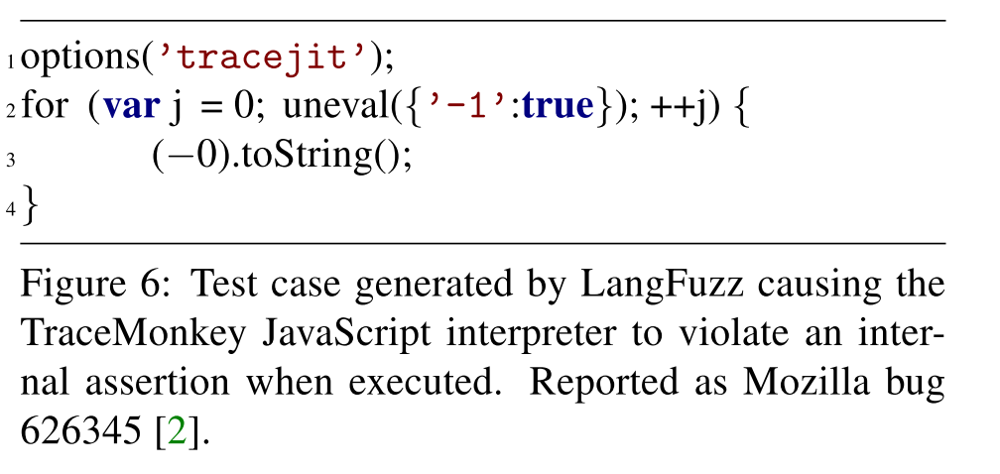 1 options('tracejit');
2 for (var j = 0; uneval({'-1':true}); ++j) {
3 (−0).toString();
4 }
Figure 6: Test case generated by LangFuzz causing the
TraceMonkey JavaScript interpreter to violate an inter-
nal assertion when executed. Reported as Mozilla bug
626345 [2].